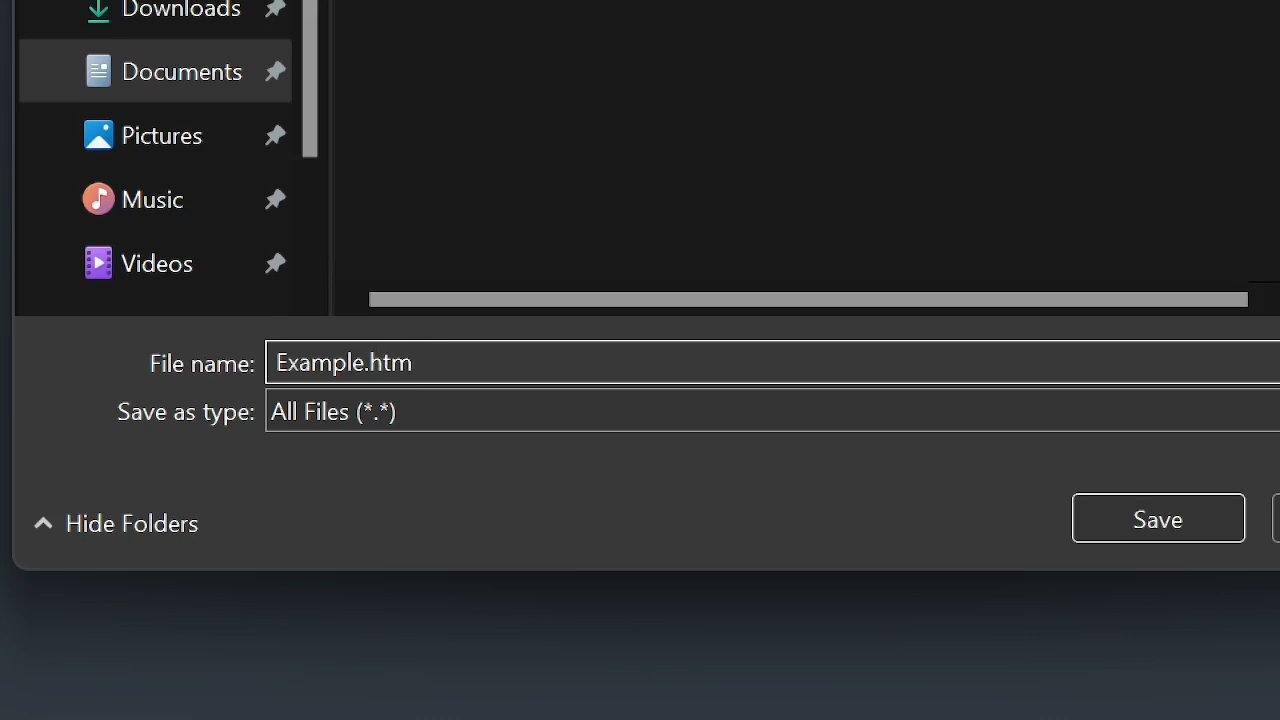 Downloads
Documents
Pictures
Music
Videos
File name: Example.htm
Save as type: All Files (*.*)
Hide Folders
Save